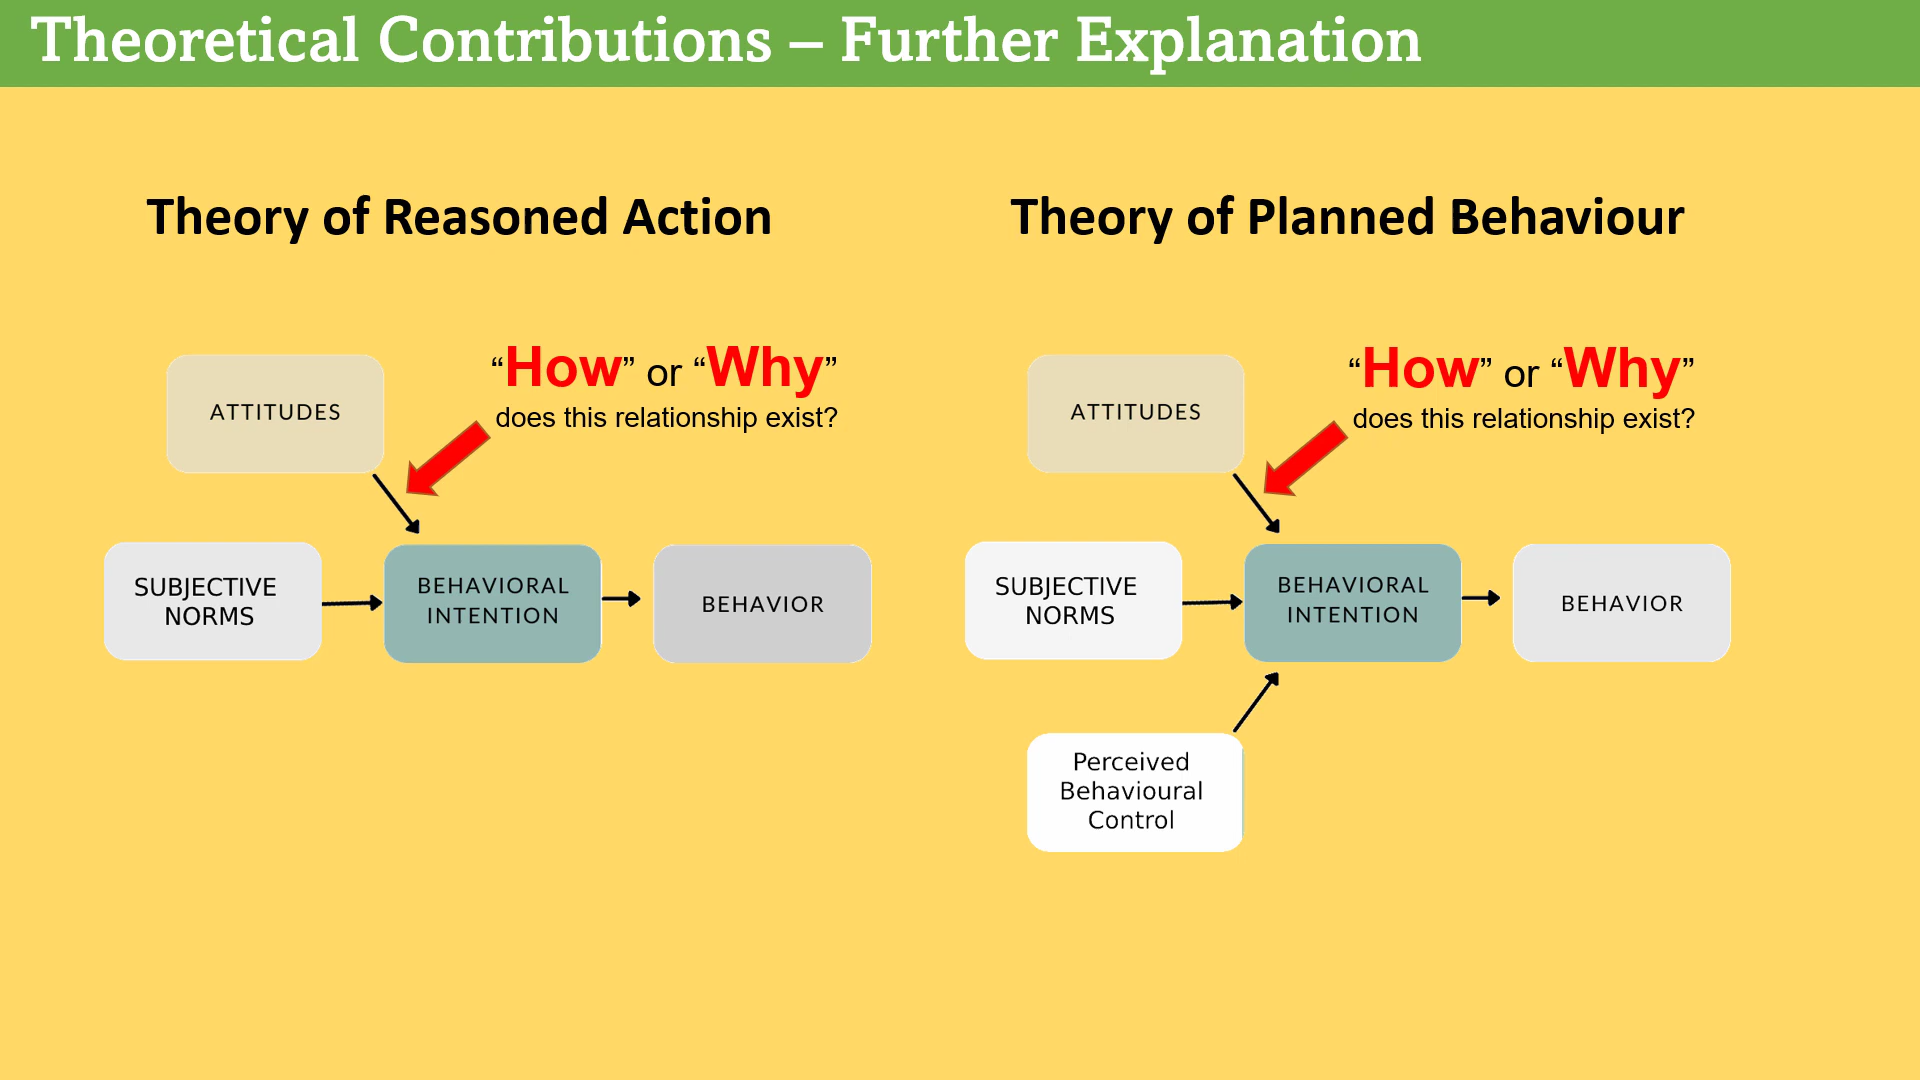 Theoretical Contributions – Further Explanation
Theory of Reasoned Action
“How” or “Why”
does this relationship exist?
ATTITUDES
SUBJECTIVE
NORMS
BEHAVIORAL
INTENTION
BEHAVIOR
Theory of Planned Behaviour
“How” or “Why”
does this relationship exist?
ATTITUDES
SUBJECTIVE
NORMS
BEHAVIORAL
INTENTION
BEHAVIOR
Perceived
Behavioural
Control